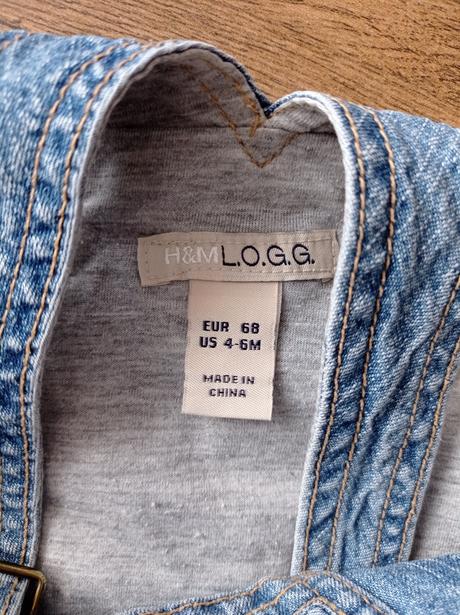 H&M L.O.G.G.
EUR 68
US 4-6M
MADE IN
CHINA